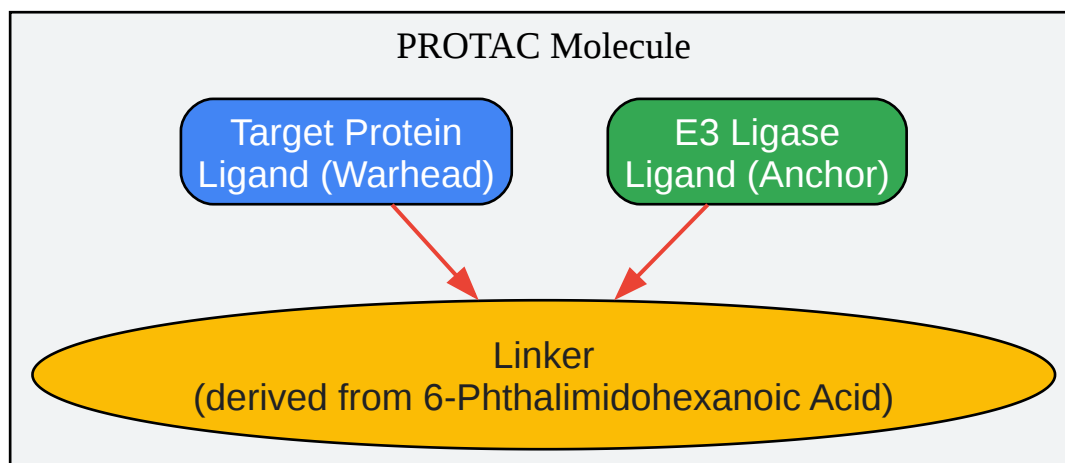 PROTAC Molecule
Target Protein
Ligand (Warhead)
E3 Ligase
Ligand (Anchor)
Linker
(derived from 6-Phthalimidohexanoic Acid)